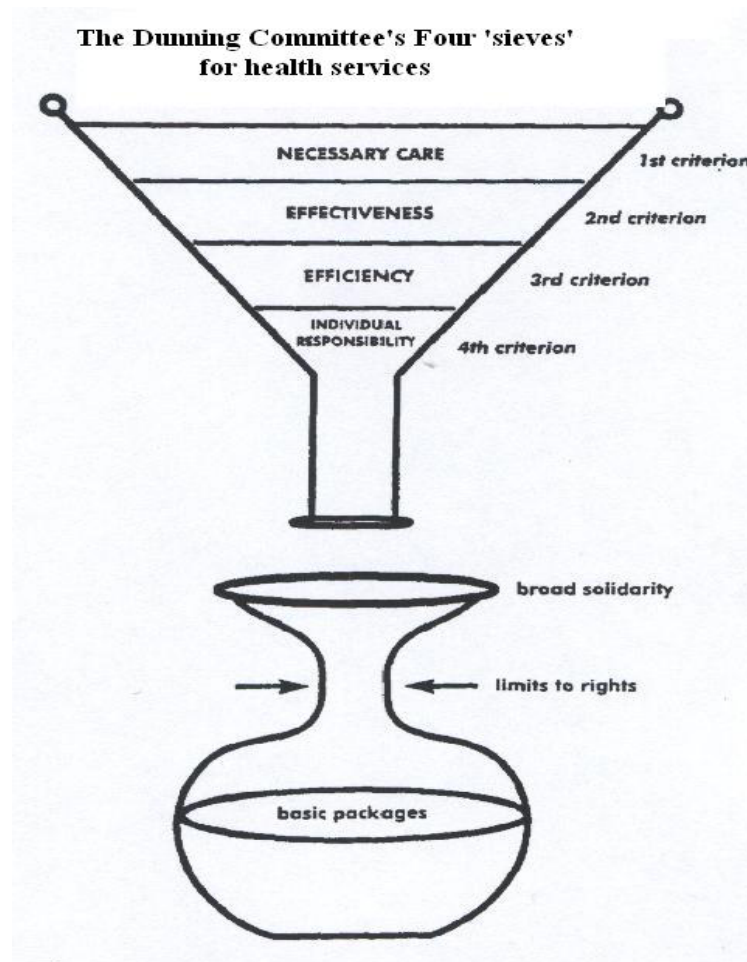 The Dunning Committee's Four 'sieves'
for health services
NECESSARY CARE
1st criterion
EFFECTIVENESS
2nd criterion
EFFICIENCY
3rd criterion
INDIVIDUAL
RESPONSIBILITY
4th criterion
broad solidarity
limits to rights
basic packages